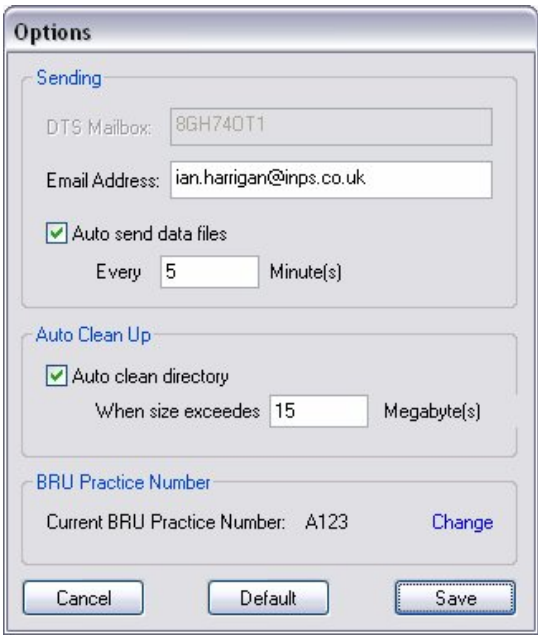 Options
Sending
DTS Mailbox: 8GH74OT1
Email Address: ian.harrigan@inps.co.uk
Auto send data files
Every 5 Minute(s)
Auto Clean Up
Auto clean directory
When size exceedes 15 Megabyte(s)
BRU Practice Number
Current BRU Practice Number: A123 Change
Cancel Default Save